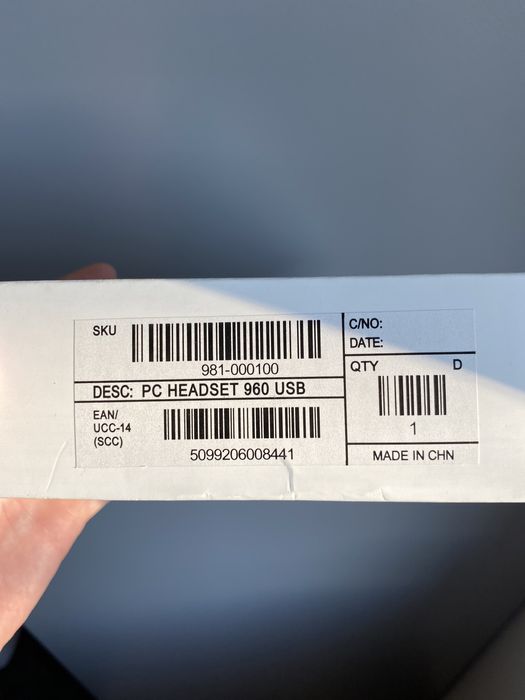 SKU
981-000100
DESC: PC HEADSET 960 USB
EAN/
UCC-14
(SCC)
5099206008441
C/NO:
DATE:
QTY D
1
MADE IN CHN